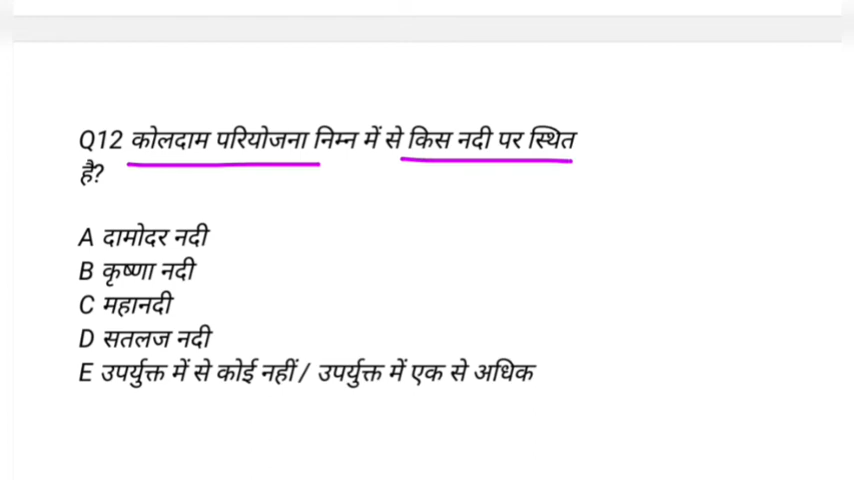 Q12 कोलदाम परियोजना निम्न में से किस नदी पर स्थित
है?
A दामोदर नदी
B कृष्णा नदी
C महानदी
D सतलज नदी
E उपर्युक्त में से कोई नहीं/ उपर्युक्त में एक से अधिक